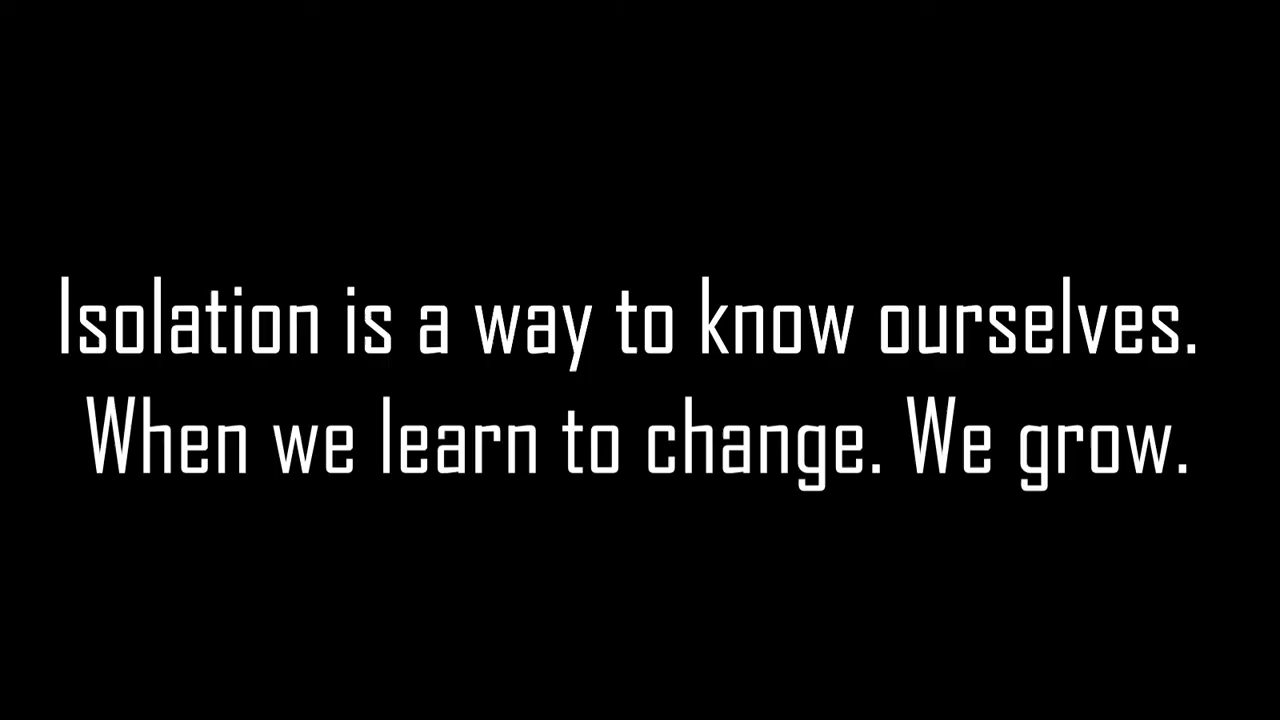 Isolation is a way to know ourselves.
When we learn to change. We grow.